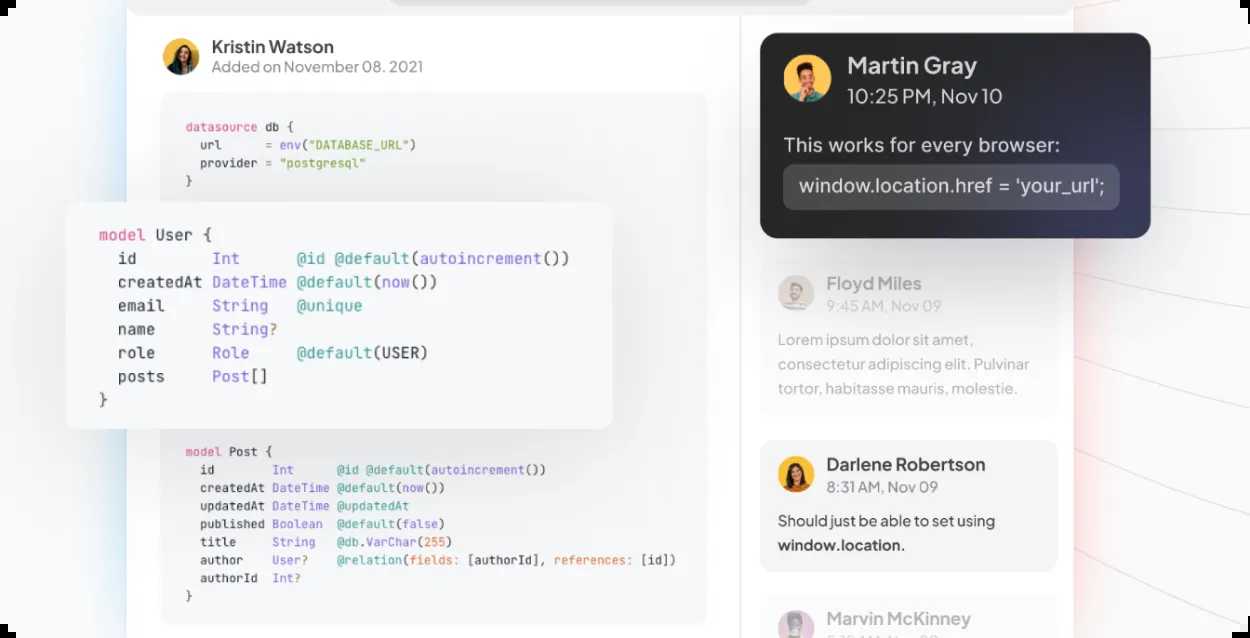 Kristin Watson
Added on November 08. 2021
datasource db {
  url      = env("DATABASE_URL")
  provider = "postgresql"
}
model User {
  id        Int      @id @default(autoincrement())
  createdAt DateTime @default(now())
  email     String   @unique
  name      String?
  role      Role     @default(USER)
  posts     Post[]
}
model Post {
  id        Int      @id @default(autoincrement())
  createdAt DateTime @default(now())
  updatedAt DateTime @updatedAt
  published Boolean  @default(false)
  title     String   @db.VarChar(255)
  author    User?    @relation(fields: [authorId], references: [id])
  authorId  Int?
}
Martin Gray
10:25 PM, Nov 10
This works for every browser:
window.location.href = 'your_url';
Floyd Miles
9:45 AM, Nov 09
Lorem ipsum dolor sit amet,
consectetur adipiscing elit. Pulvinar
tortor, habitasse mauris, molestie.
Darlene Robertson
8:31 AM, Nov 09
Should just be able to set using
window.location.
Marvin McKinney